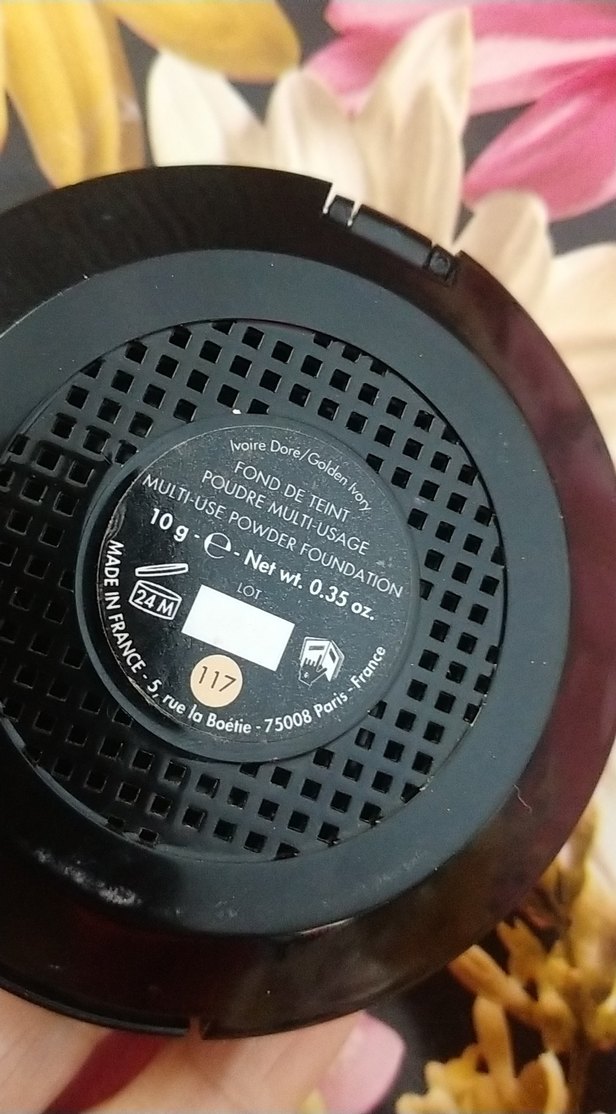 Ivoire Doré/Golden Ivory
FOND DE TEINT
POUDRE MULTI-USAGE
MULTI-USE POWDER FOUNDATION
10 g - ℮ - Net wt. 0.35 oz.
24 M
LOT
117
MADE IN FRANCE - 5, rue la Boétie - 75008 Paris - France